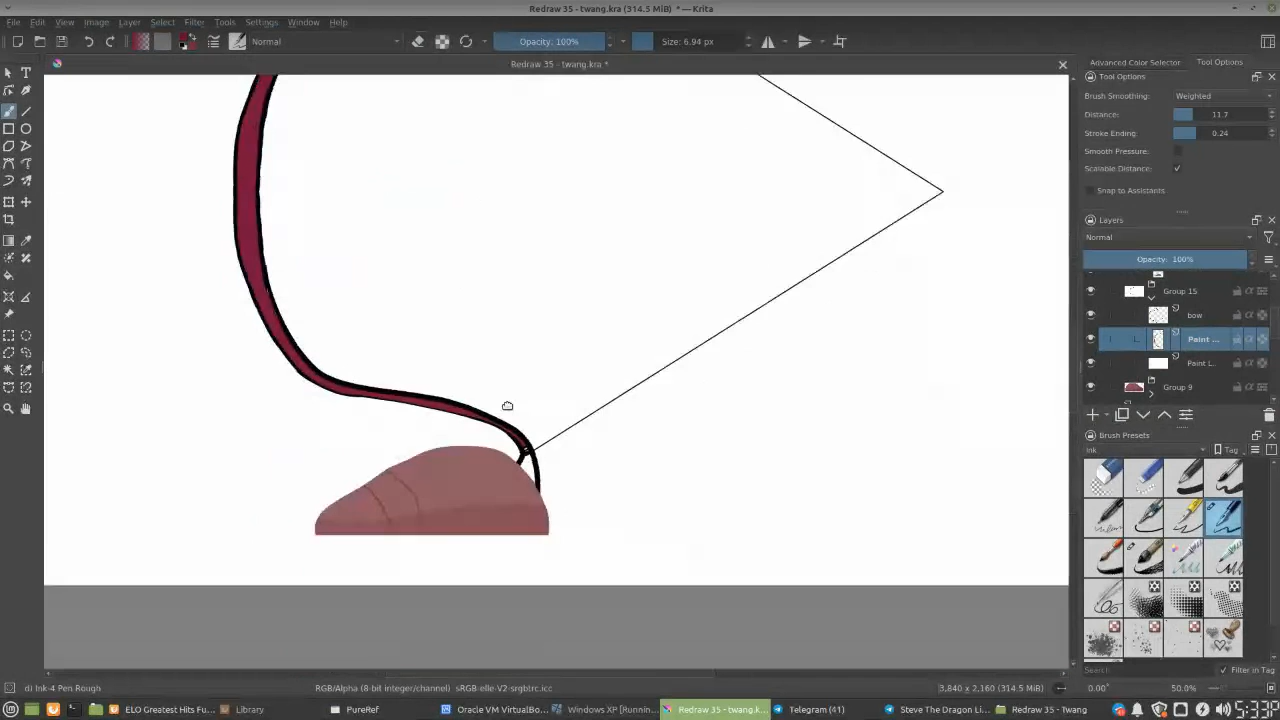 Redraw 35 - twang.kra (314.5 MiB) * — Krita
File Edit View Image Layer Select Filter Tools Settings Window Help
Normal Opacity: 100% Size: 6.94 px
Redraw 35 - twang.kra *
Advanced Color Selector Tool Options
Tool Options
Brush Smoothing: Weighted
Distance: 11.7
Stroke Ending: 0.24
Smooth Pressure:
Scalable Distance: ✓
Snap to Assistants
Layers
Normal
Opacity: 100%
Group 15
bow
Paint ...
Paint L...
Group 9
Brush Presets
Ink Tag
Search Filter in Tag
d) Ink-4 Pen Rough RGB/Alpha (8-bit integer/channel) sRGB-elle-V2-srgbtrc.icc 3,840 x 2,160 (314.5 MiB) 0.00° 50.0%
ELO Greatest Hits Fu... Library PureRef Oracle VM VirtualBo... Windows XP [Runnin... Redraw 35 - twang.k... Telegram (41) Steve The Dragon Li... Redraw 35 - Twang